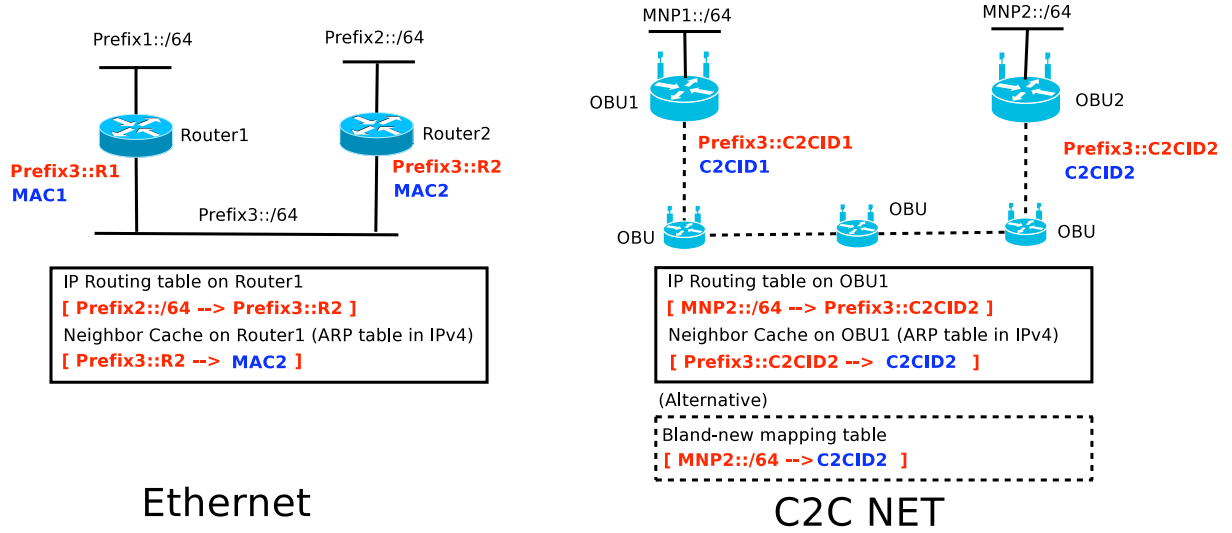 Prefix1::/64
Prefix2::/64
Router1
Router2
Prefix3::R1
MAC1
Prefix3::R2
MAC2
Prefix3::/64
IP Routing table on Router1
[ Prefix2::/64 --> Prefix3::R2 ]
Neighbor Cache on Router1 (ARP table in IPv4)
[ Prefix3::R2 --> MAC2 ]
Ethernet
MNP1::/64
MNP2::/64
OBU1
OBU2
Prefix3::C2CID1
C2CID1
Prefix3::C2CID2
C2CID2
OBU
OBU
OBU
IP Routing table on OBU1
[ MNP2::/64 --> Prefix3::C2CID2 ]
Neighbor Cache on OBU1 (ARP table in IPv4)
[ Prefix3::C2CID2 --> C2CID2 ]
(Alternative)
Bland-new mapping table
[ MNP2::/64 -->C2CID2 ]
C2C NET